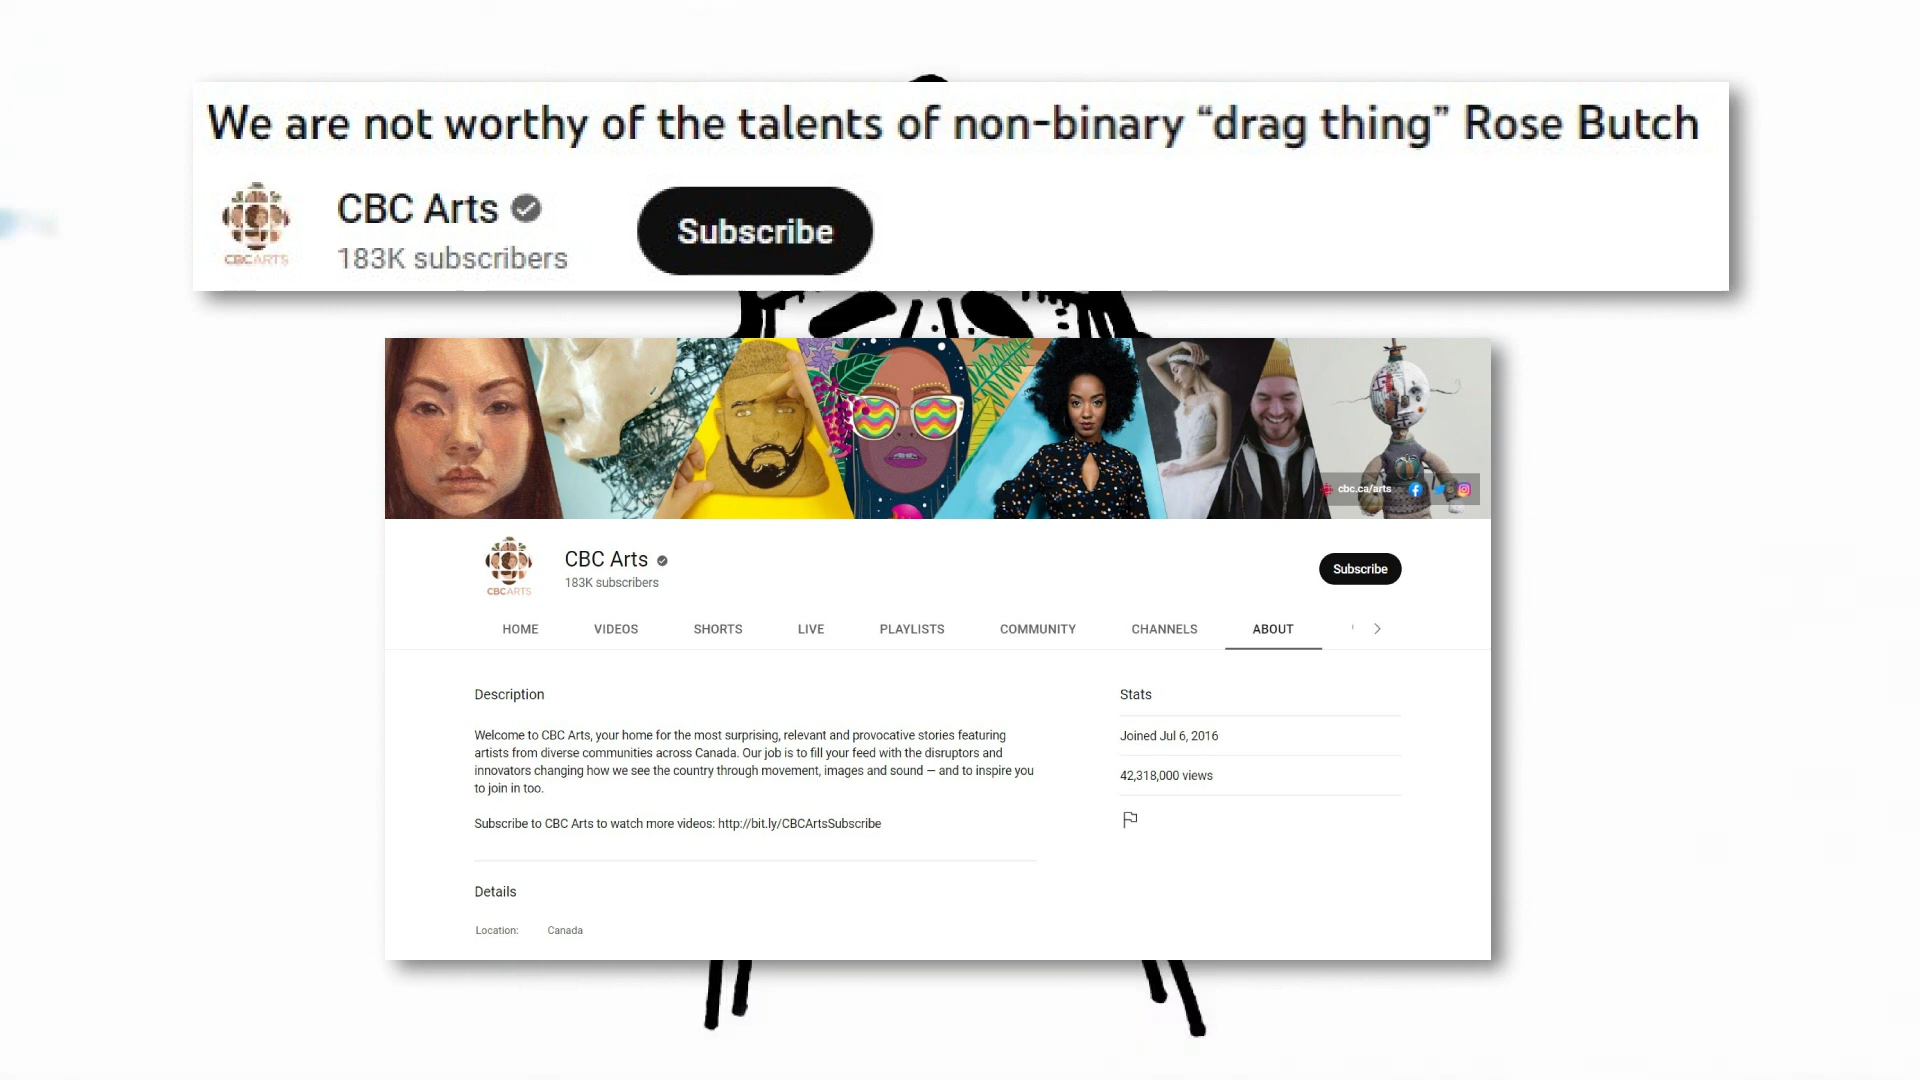 We are not worthy of the talents of non-binary “drag thing” Rose Butch
CBC Arts
183K subscribers
Subscribe
CBC ARTS
cbc.ca/arts
CBC Arts
183K subscribers
Subscribe
CBC ARTS
HOME VIDEOS SHORTS LIVE PLAYLISTS COMMUNITY CHANNELS ABOUT
Description
Welcome to CBC Arts, your home for the most surprising, relevant and provocative stories featuring
artists from diverse communities across Canada. Our job is to fill your feed with the disruptors and
innovators changing how we see the country through movement, images and sound — and to inspire you
to join in too.
Subscribe to CBC Arts to watch more videos: http://bit.ly/CBCArtsSubscribe
Stats
Joined Jul 6, 2016
42,318,000 views
Details
Location: Canada